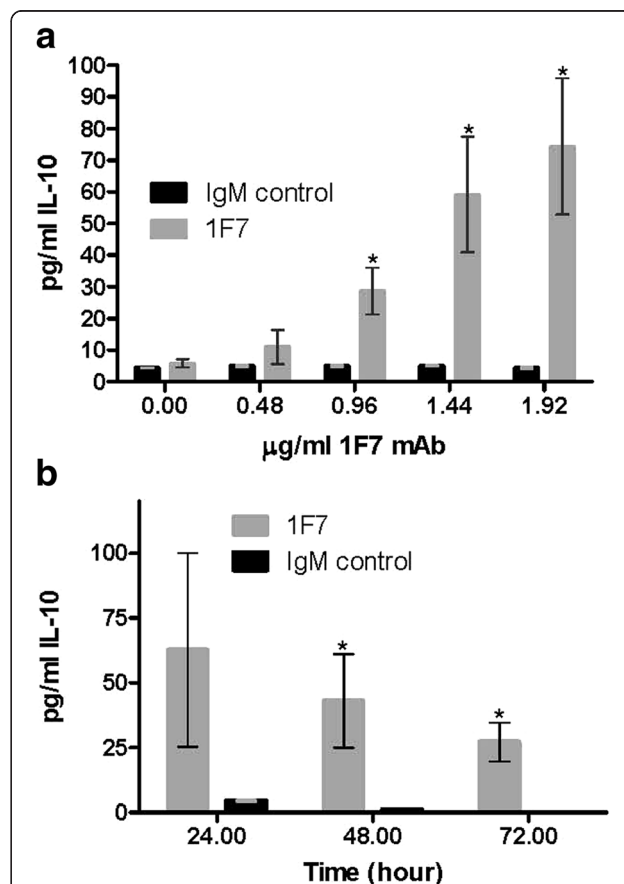 a
100
90
80
70
60
50
40
30
20
10
0
pg/ml IL-10
IgM control
1F7
* * *
0.00 0.48 0.96 1.44 1.92
μg/ml 1F7 mAb
b
100
75
50
25
0
pg/ml IL-10
1F7
IgM control
* *
24.00 48.00 72.00
Time (hour)